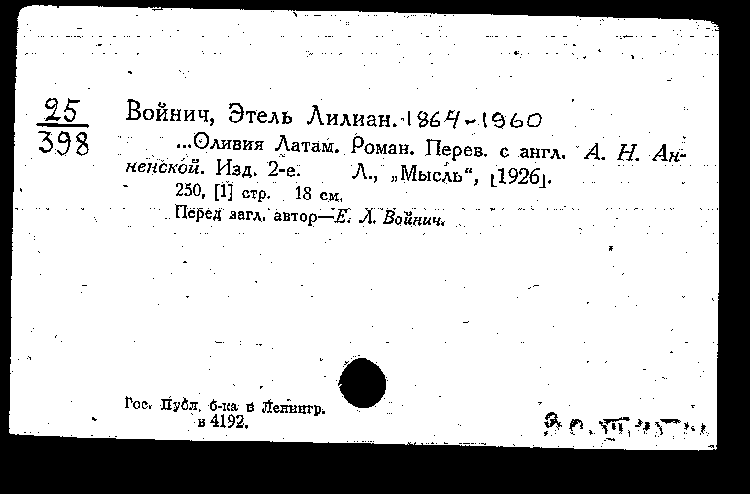 25
398
Войнич, Этель Лилиан. 1864-1960
...Оливия Латам. Роман. Перев. с англ. А. Н. Ан-
ненской. Изд. 2-е. Л., „Мысль“, [1926].
250, [1] стр. 18 см.
Перед загл. автор—Е. Л. Войнич.
Гос. Публ. б-ка в Ленингр.
в 4192.